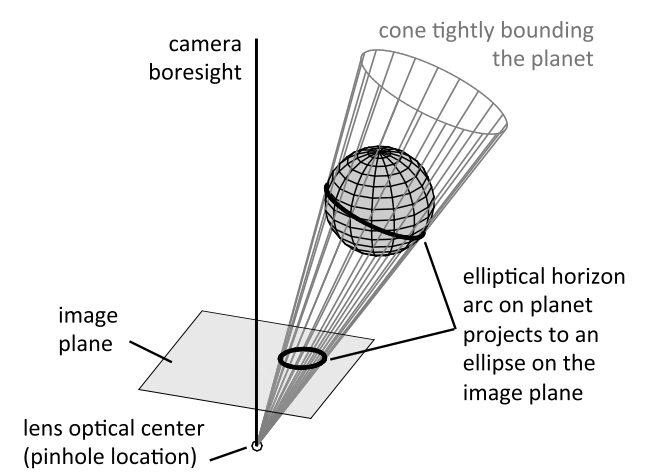 cone tightly bounding
the planet
camera
boresight
image
plane
elliptical horizon
arc on planet
projects to an
ellipse on the
image plane
lens optical center
(pinhole location)